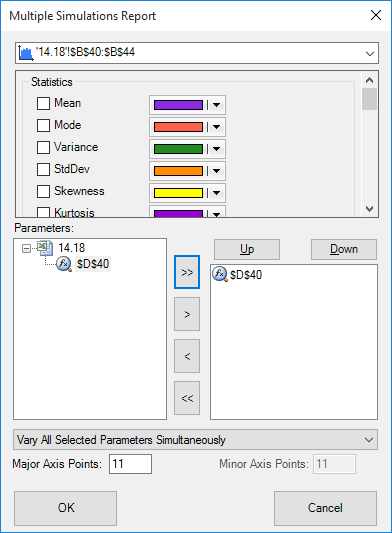 Multiple Simulations Report
'14.18'!$B$40:$B$44
Statistics
Mean
Mode
Variance
StdDev
Skewness
Kurtosis
Parameters:
14.18
$D$40
>>
>
<
<<
Up Down
$D$40
Vary All Selected Parameters Simultaneously
Major Axis Points: 11 Minor Axis Points: 11
OK Cancel